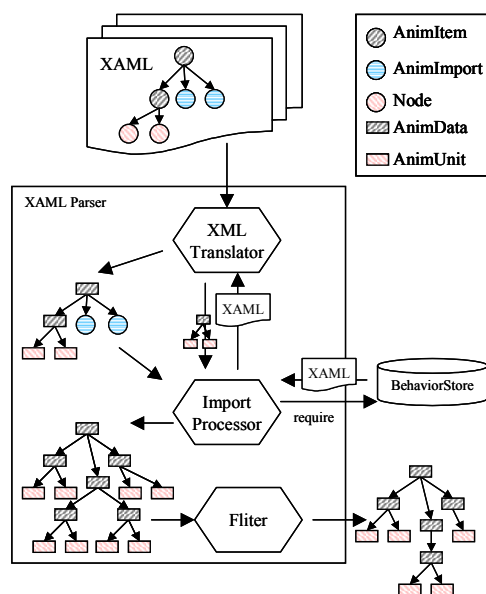 XAML
AnimItem
AnimImport
Node
AnimData
AnimUnit
XAML Parser
XML
Translator
XAML
XAML
BehaviorStore
Import
Processor
require
Fliter